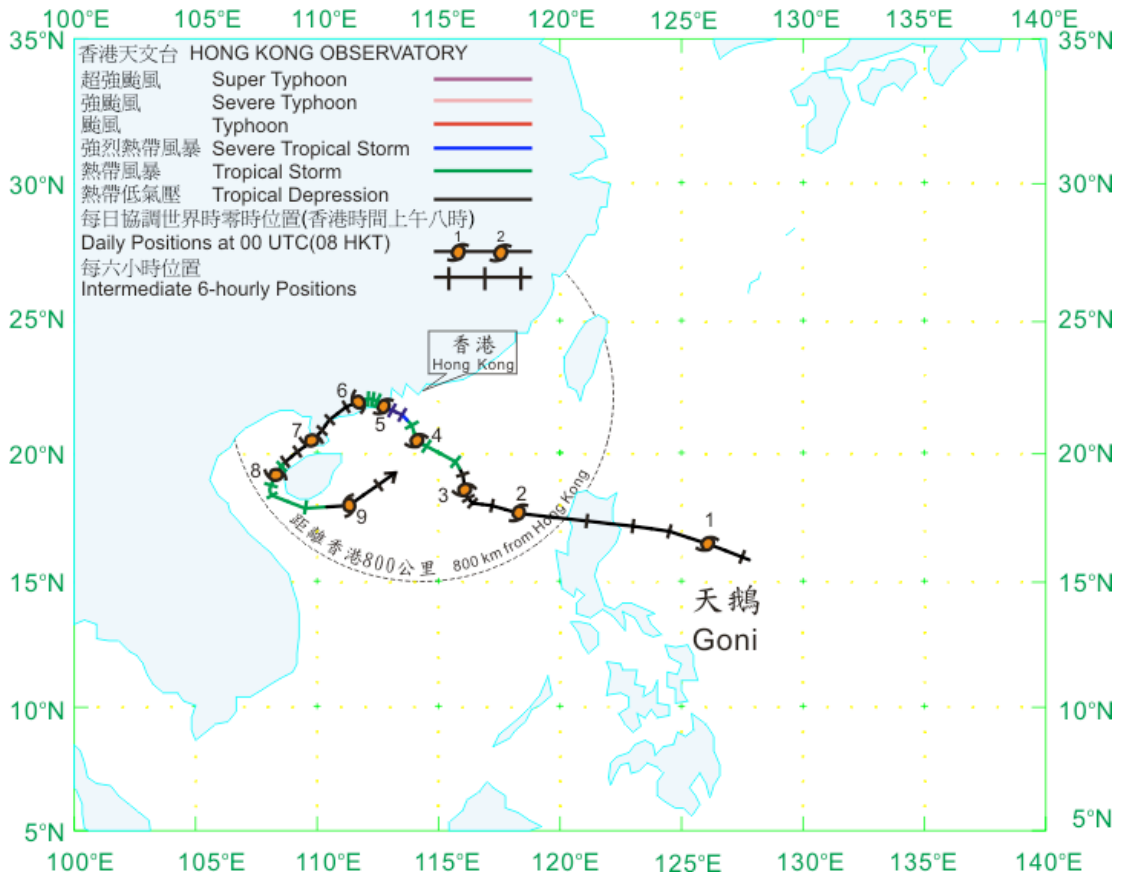 100°E 105°E 110°E 115°E 120°E 125°E 130°E 135°E 140°E
35°N 35°N
香港天文台 HONG KONG OBSERVATORY
超強颱風 Super Typhoon
強颱風 Severe Typhoon
颱風 Typhoon
強烈熱帶風暴 Severe Tropical Storm
熱帶風暴 Tropical Storm
熱帶低氣壓 Tropical Depression
30°N 30°N
每日協調世界時零時位置(香港時間上午八時)
Daily Positions at 00 UTC(08 HKT) 1 2
每六小時位置
Intermediate 6-hourly Positions
25°N 25°N
香港
Hong Kong
6
5
4
7
20°N 20°N
8
3
2
9
1
距離香港800公里 800 km from Hong Kong
15°N 15°N
天鵝
Goni
10°N 10°N
5°N 5°N
100°E 105°E 110°E 115°E 120°E 125°E 130°E 135°E 140°E